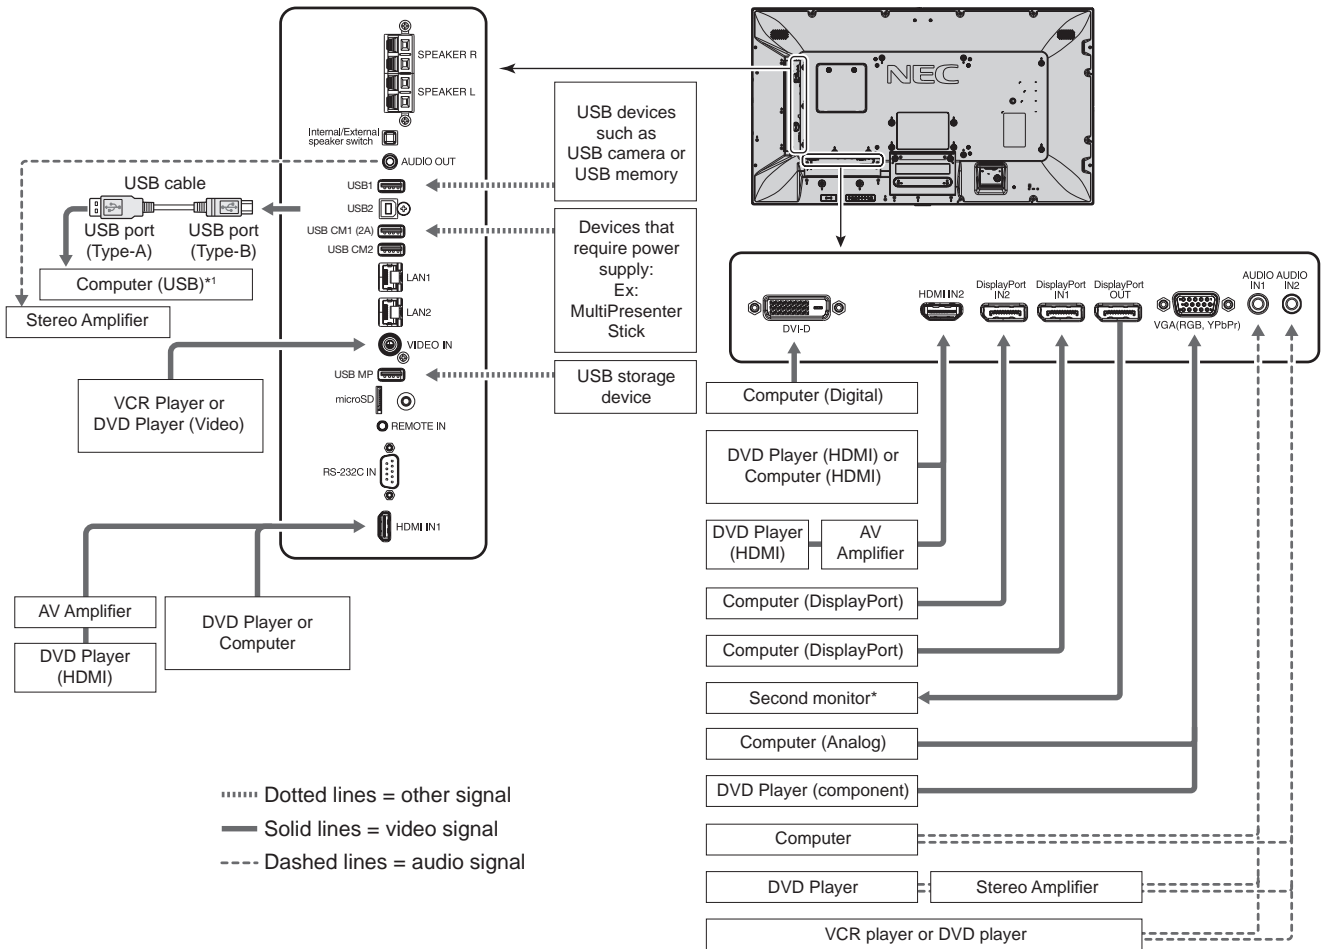 SPEAKER R
SPEAKER L
Internal/External
speaker switch
AUDIO OUT
USB1
USB2
USB CM1 (2A)
USB CM2
LAN1
LAN2
VIDEO IN
USB MP
microSD
REMOTE IN
RS-232C IN
HDMI IN1
USB cable
USB port
(Type-A)
USB port
(Type-B)
Computer (USB)*1
Stereo Amplifier
VCR Player or
DVD Player (Video)
AV Amplifier
DVD Player
(HDMI)
DVD Player or
Computer
USB devices
such as
USB camera or
USB memory
Devices that
require power
supply:
Ex:
MultiPresenter
Stick
USB storage
device
NEC
DVI-D
HDMI IN2
DisplayPort
IN2
DisplayPort
IN1
DisplayPort
OUT
VGA(RGB, YPbPr)
AUDIO
IN1
AUDIO
IN2
Computer (Digital)
DVD Player (HDMI) or
Computer (HDMI)
DVD Player
(HDMI)
AV
Amplifier
Computer (DisplayPort)
Computer (DisplayPort)
Second monitor*
Computer (Analog)
DVD Player (component)
Computer
DVD Player
Stereo Amplifier
VCR player or DVD player
Dotted lines = other signal
Solid lines = video signal
Dashed lines = audio signal